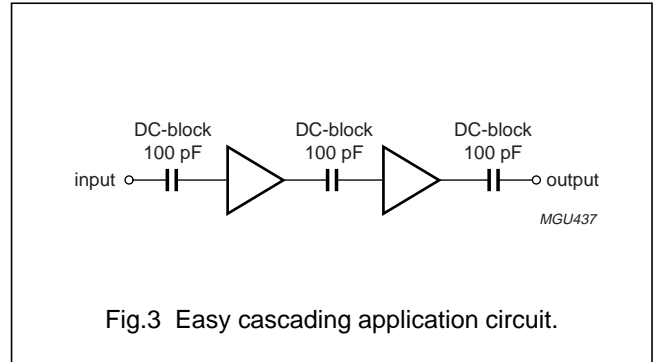 DC-block DC-block DC-block
100 pF 100 pF 100 pF
input output
MGU437
Fig.3 Easy cascading application circuit.